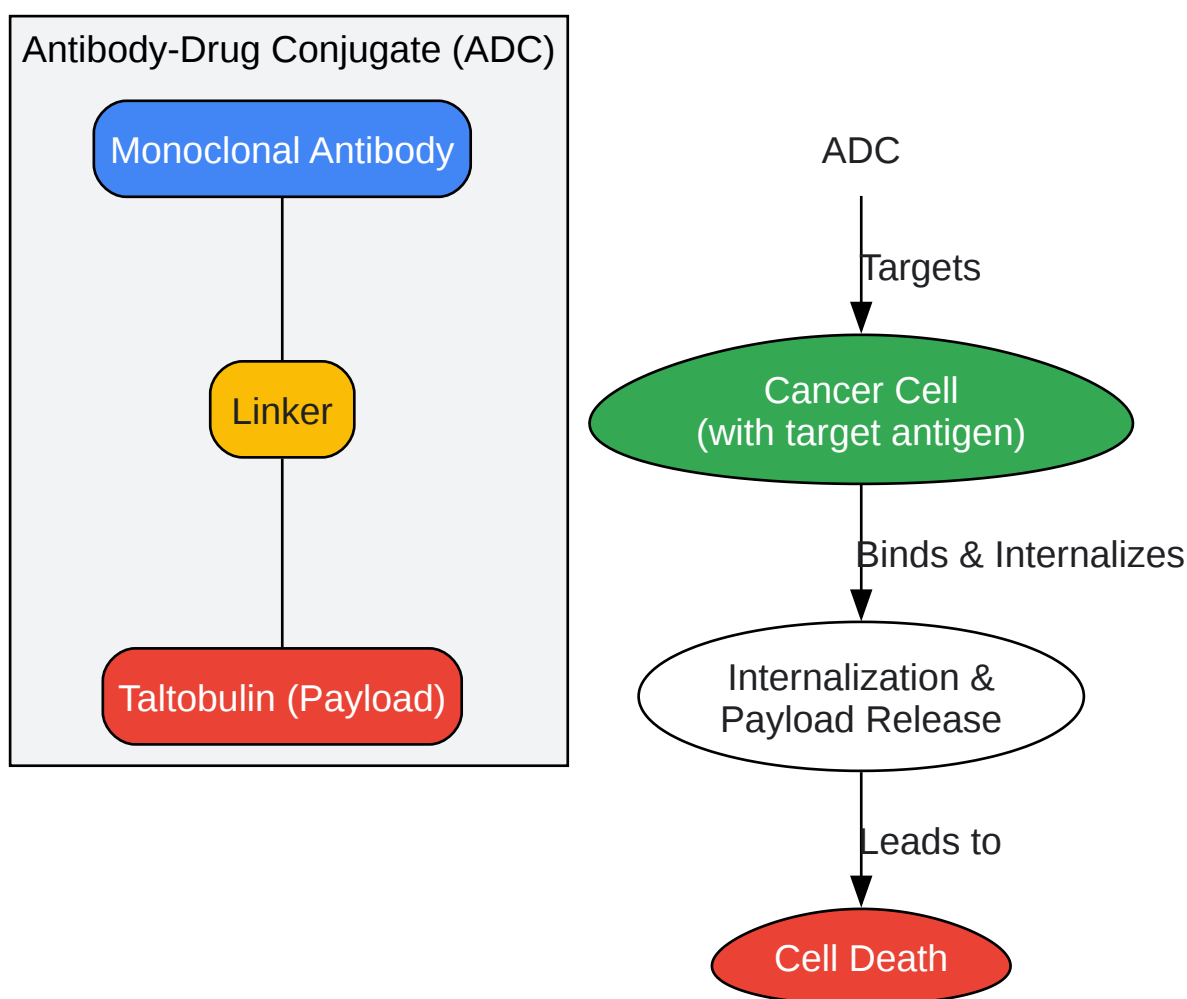 Antibody-Drug Conjugate (ADC)
Monoclonal Antibody
Linker
Taltobulin (Payload)
ADC
Targets
Cancer Cell
(with target antigen)
Binds & Internalizes
Internalization &
Payload Release
Leads to
Cell Death